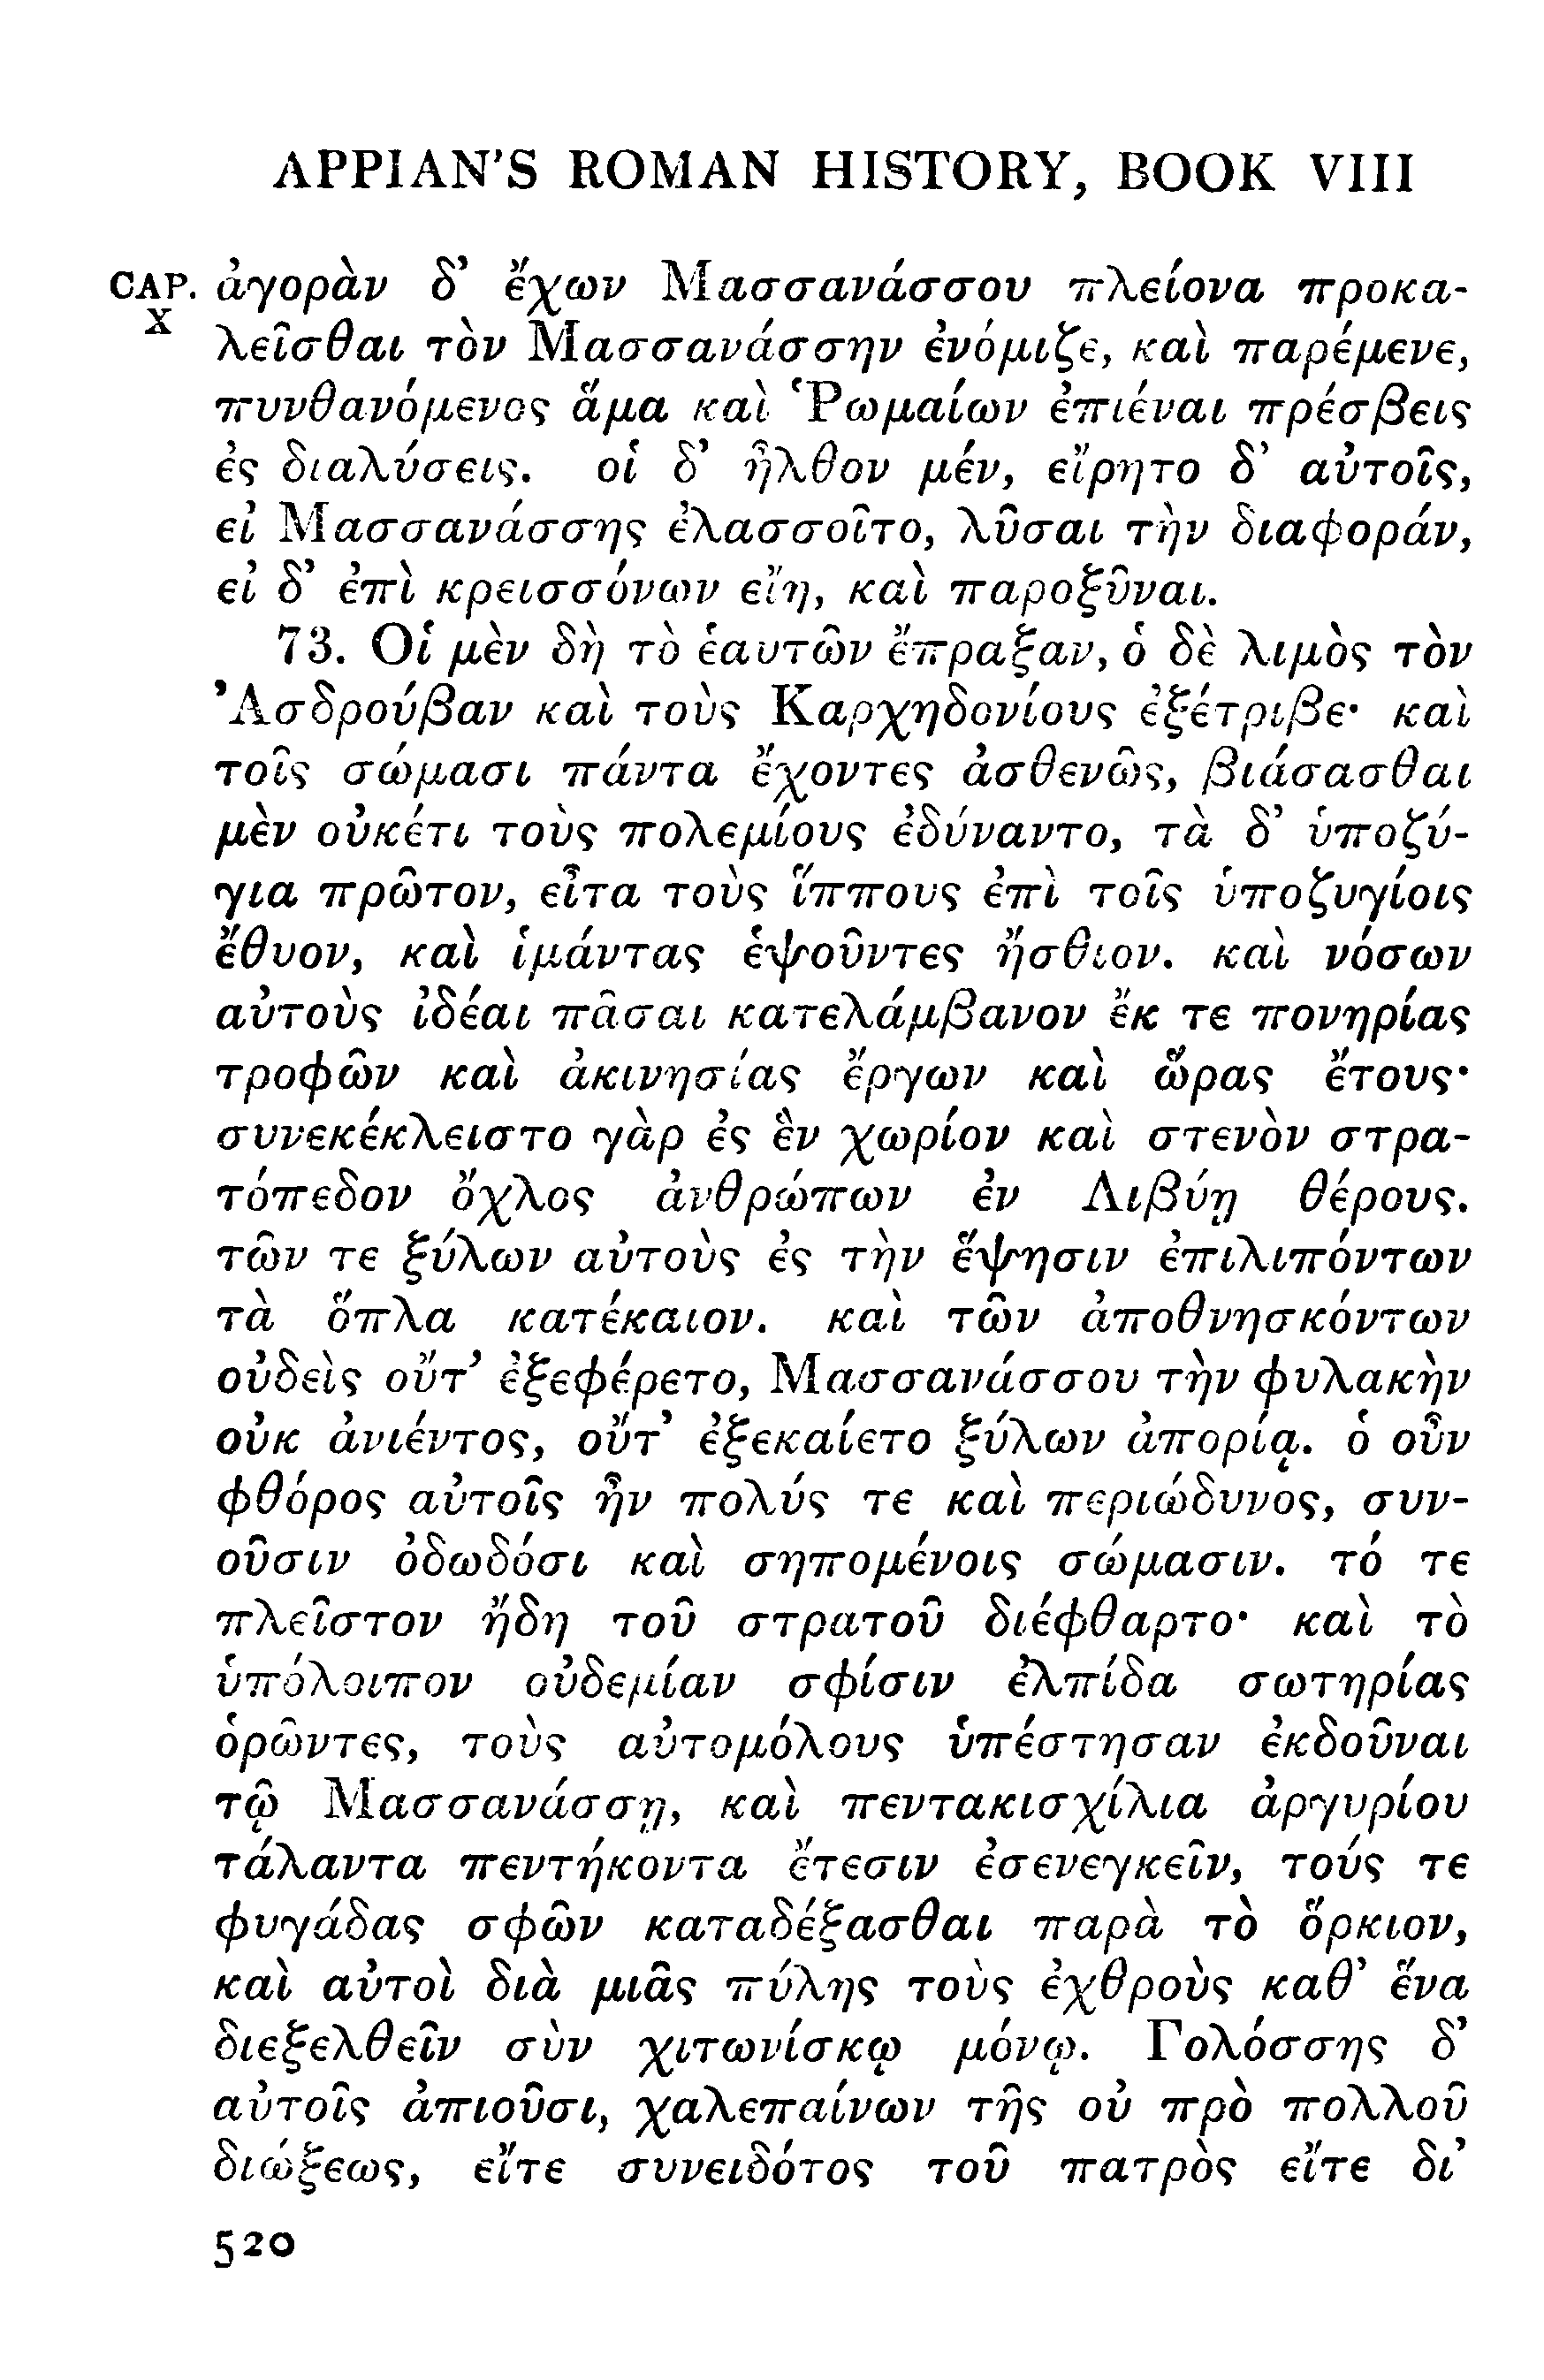 APPIAN'S ROMAN HISTORY, BOOK VIII
CAP. ἀγορὰν δ' ἔχων Μασσανάσσου πλείονα προκα-
X λεῖσθαι τὸν Μασσανάσσην ἐνόμιζε, καὶ παρέμενε,
πυνθανόμενος ἅμα καὶ Ῥωμαίων ἐπιέναι πρέσβεις
ἐς διαλύσεις. οἱ δ' ἦλθον μέν, εἴρητο δ' αὐτοῖς,
εἰ Μασσανάσσης ἐλασσοῖτο, λῦσαι τὴν διαφοράν,
εἰ δ' ἐπὶ κρεισσόνων εἴη, καὶ παροξῦναι.
73. Οἱ μὲν δὴ τὸ ἑαυτῶν ἔπραξαν, ὁ δὲ λιμὸς τὸν
Ἀσδρούβαν καὶ τοὺς Καρχηδονίους ἐξέτριβε· καὶ
τοῖς σώμασι πάντα ἔχοντες ἀσθενῶς, βιάσασθαι
μὲν οὐκέτι τοὺς πολεμίους ἐδύναντο, τὰ δ' ὑποζύ-
για πρῶτον, εἶτα τοὺς ἵππους ἐπὶ τοῖς ὑποζυγίοις
ἔθυον, καὶ ἱμάντας ἑψοῦντες ἤσθιον. καὶ νόσων
αὐτοὺς ἰδέαι πᾶσαι κατελάμβανον ἔκ τε πονηρίας
τροφῶν καὶ ἀκινησίας ἔργων καὶ ὥρας ἔτους·
συνεκέκλειστο γὰρ ἐς ἓν χωρίον καὶ στενὸν στρα-
τόπεδον ὄχλος ἀνθρώπων ἐν Λιβύῃ θέρους.
τῶν τε ξύλων αὐτοὺς ἐς τὴν ἕψησιν ἐπιλιπόντων
τὰ ὅπλα κατέκαιον. καὶ τῶν ἀποθνησκόντων
οὐδεὶς οὔτ' ἐξεφέρετο, Μασσανάσσου τὴν φυλακὴν
οὐκ ἀνιέντος, οὔτ' ἐξεκαίετο ξύλων ἀπορίᾳ. ὁ οὖν
φθόρος αὐτοῖς ἦν πολύς τε καὶ περιώδυνος, συν-
οῦσιν ὀδωδόσι καὶ σηπομένοις σώμασιν. τό τε
πλεῖστον ἤδη τοῦ στρατοῦ διέφθαρτο· καὶ τὸ
ὑπόλοιπον οὐδεμίαν σφίσιν ἐλπίδα σωτηρίας
ὁρῶντες, τοὺς αὐτομόλους ὑπέστησαν ἐκδοῦναι
τῷ Μασσανάσσῃ, καὶ πεντακισχίλια ἀργυρίου
τάλαντα πεντήκοντα ἔτεσιν ἐσενεγκεῖν, τούς τε
φυγάδας σφῶν καταδέξασθαι παρὰ τὸ ὅρκιον,
καὶ αὐτοὶ διὰ μιᾶς πύλης τοὺς ἐχθροὺς καθ' ἕνα
διεξελθεῖν σὺν χιτωνίσκῳ μόνῳ. Γολόσσης δ'
αὐτοῖς ἀπιοῦσι, χαλεπαίνων τῆς οὐ πρὸ πολλοῦ
διώξεως, εἴτε συνειδότος τοῦ πατρὸς εἴτε δι'
520